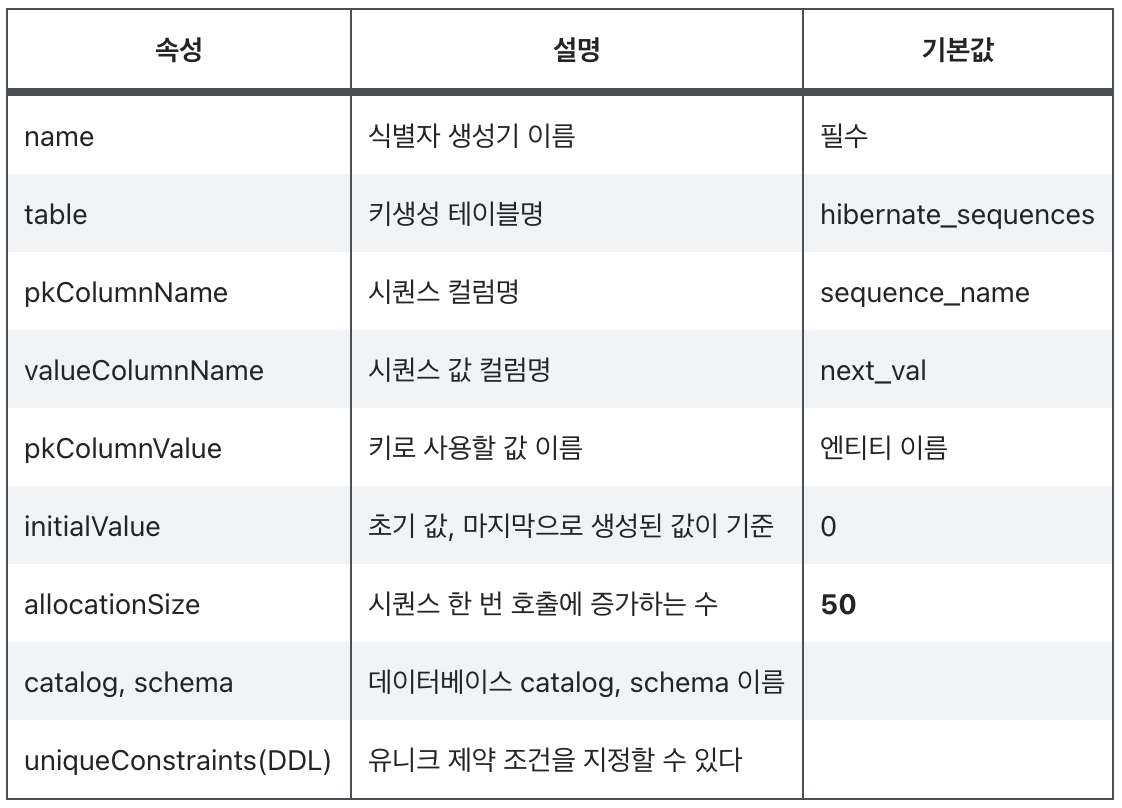 속성 설명 기본값
name 식별자 생성기 이름 필수
table 키생성 테이블명 hibernate_sequences
pkColumnName 시퀀스 컬럼명 sequence_name
valueColumnName 시퀀스 값 컬럼명 next_val
pkColumnValue 키로 사용할 값 이름 엔티티 이름
initialValue 초기 값, 마지막으로 생성된 값이 기준 0
allocationSize 시퀀스 한 번 호출에 증가하는 수 50
catalog, schema 데이터베이스 catalog, schema 이름
uniqueConstraints(DDL) 유니크 제약 조건을 지정할 수 있다